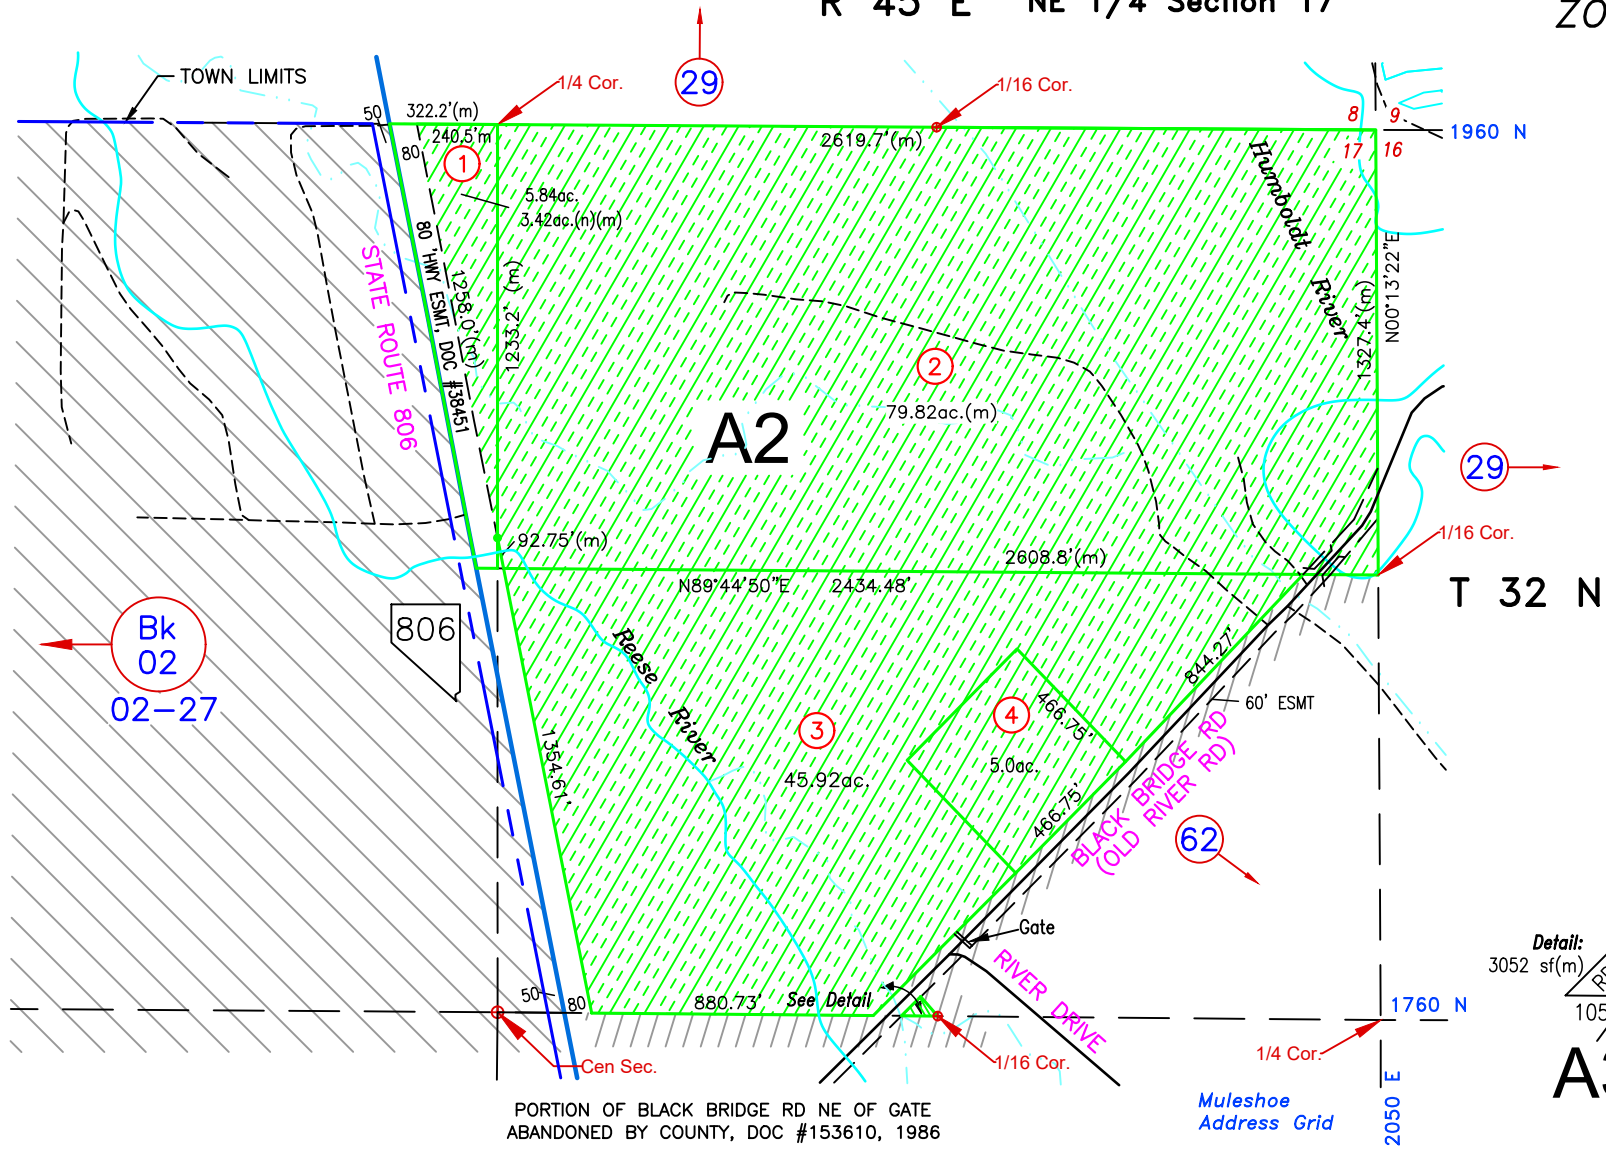 R 45 E NE 1/4 Section 17
ZO
TOWN LIMITS
29
1/4 Cor.
1/16 Cor.
50
322.2'(m)
240.5'm
80
1
2619.7'(m)
8
9
17
16
1960 N
5.84ac.
3.42ac.(n)(m)
Humboldt
River
STATE ROUTE 806
80 'HWY ESMT, DOC #38451
1258.0'(m)
1233.2' (m)
1327.4'(m)
N00°13'22"E
2
79.82ac.(m)
A2
29
1/16 Cor.
92.75'(m)
2608.8'(m)
N89°44'50"E 2434.48'
T 32 N
Bk
02
02-27
806
Reese
River
844.27'
60' ESMT
4
466.75'
5.0ac.
3
45.92ac.
1354.61'
466.75'
BLACK BRIDGE RD
(OLD RIVER RD)
62
Gate
RIVER DRIVE
Detail:
3052 sf(m)
105
50
80
880.73'
See Detail
1760 N
Cen Sec.
1/16 Cor.
1/4 Cor.
A3
PORTION OF BLACK BRIDGE RD NE OF GATE
ABANDONED BY COUNTY, DOC #153610, 1986
Muleshoe
Address Grid
2050 E